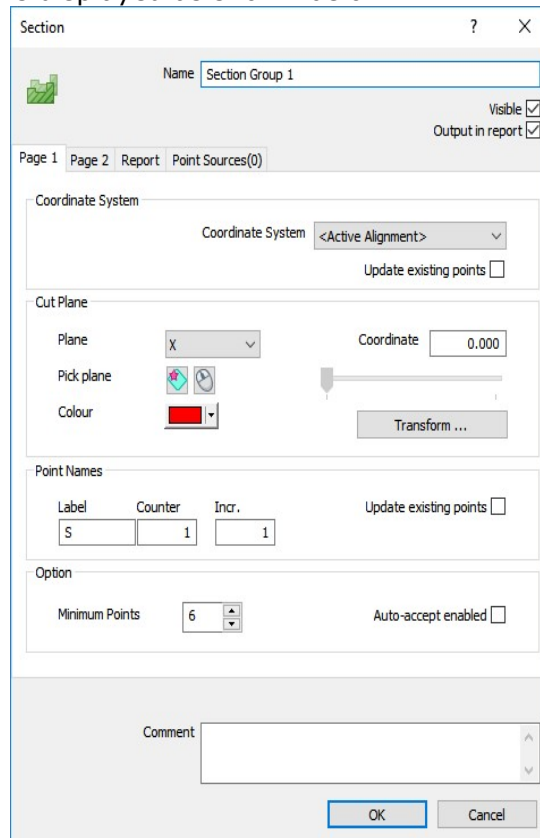 Section ?
Name Section Group 1
Visible
Output in report
Page 1 Page 2 Report Point Sources(0)
Coordinate System
Coordinate System <Active Alignment>
Update existing points
Cut Plane
Plane X Coordinate 0.000
Pick plane
Colour
Transform ...
Point Names
Label Counter Incr. Update existing points
S 1 1
Option
Minimum Points 6 Auto-accept enabled
Comment
OK Cancel